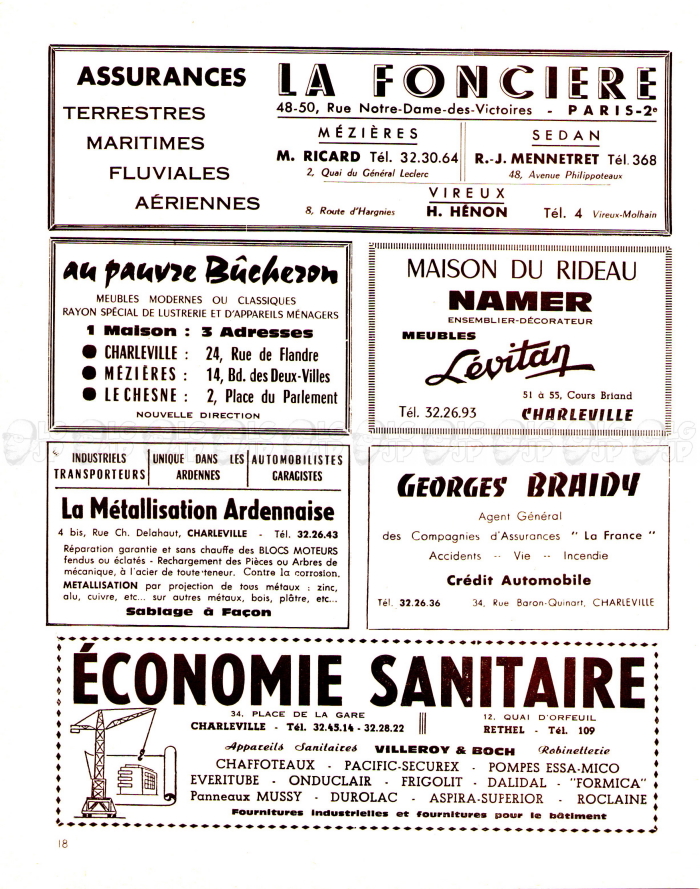 ASSURANCES
TERRESTRES
MARITIMES
FLUVIALES
AÉRIENNES
LA FONCIERE
48-50, Rue Notre-Dame-des-Victoires - PARIS-2e
MÉZIÈRES
M. RICARD Tél. 32.30.64
2, Quai du Général Leclerc
SEDAN
R.-J. MENNETRET Tél. 368
48, Avenue Philippoteaux
VIREUX
8, Route d'Hargnies H. HÉNON Tél. 4 Vireux-Molhain
au pauvre Bûcheron
MEUBLES MODERNES OU CLASSIQUES
RAYON SPÉCIAL DE LUSTRERIE ET D'APPAREILS MÉNAGERS
1 Maison : 3 Adresses
● CHARLEVILLE : 24, Rue de Flandre
● MÉZIÈRES : 14, Bd. des Deux-Villes
● LE CHESNE : 2, Place du Parlement
NOUVELLE DIRECTION
MAISON DU RIDEAU
NAMER
ENSEMBLIER-DÉCORATEUR
MEUBLES
Lévitan
51 à 55, Cours Briand
Tél. 32.26.93 CHARLEVILLE
INDUSTRIELS
TRANSPORTEURS
UNIQUE DANS LES
ARDENNES
AUTOMOBILISTES
GARAGISTES
La Métallisation Ardennaise
4 bis, Rue Ch. Delahaut, CHARLEVILLE - Tél. 32.26.43
Réparation garantie et sans chauffe des BLOCS MOTEURS
fendus ou éclatés - Rechargement des Pièces ou Arbres de
mécanique, à l'acier de toute teneur. Contre la corrosion.
METALLISATION par projection de tous métaux : zinc,
alu, cuivre, etc... sur autres métaux, bois, plâtre, etc...
Sablage à Façon
GEORGES BRAIDY
Agent Général
des Compagnies d'Assurances " La France "
Accidents -- Vie -- Incendie
Crédit Automobile
Tél. 32.26.36 34, Rue Baron-Quinart, CHARLEVILLE
ÉCONOMIE SANITAIRE
34, PLACE DE LA GARE
CHARLEVILLE - Tél. 32.45.14 - 32.28.22
12, QUAI D'ORFEUIL
RETHEL - Tél. 109
Appareils Sanitaires VILLEROY & BOCH Robinetterie
CHAFFOTEAUX - PACIFIC-SECUREX - POMPES ESSA-MICO
EVERITUBE - ONDUCLAIR - FRIGOLIT - DALIDAL - "FORMICA"
Panneaux MUSSY - DUROLAC - ASPIRA-SUPERIOR - ROCLAINE
Fournitures industrielles et fournitures pour le bâtiment
18